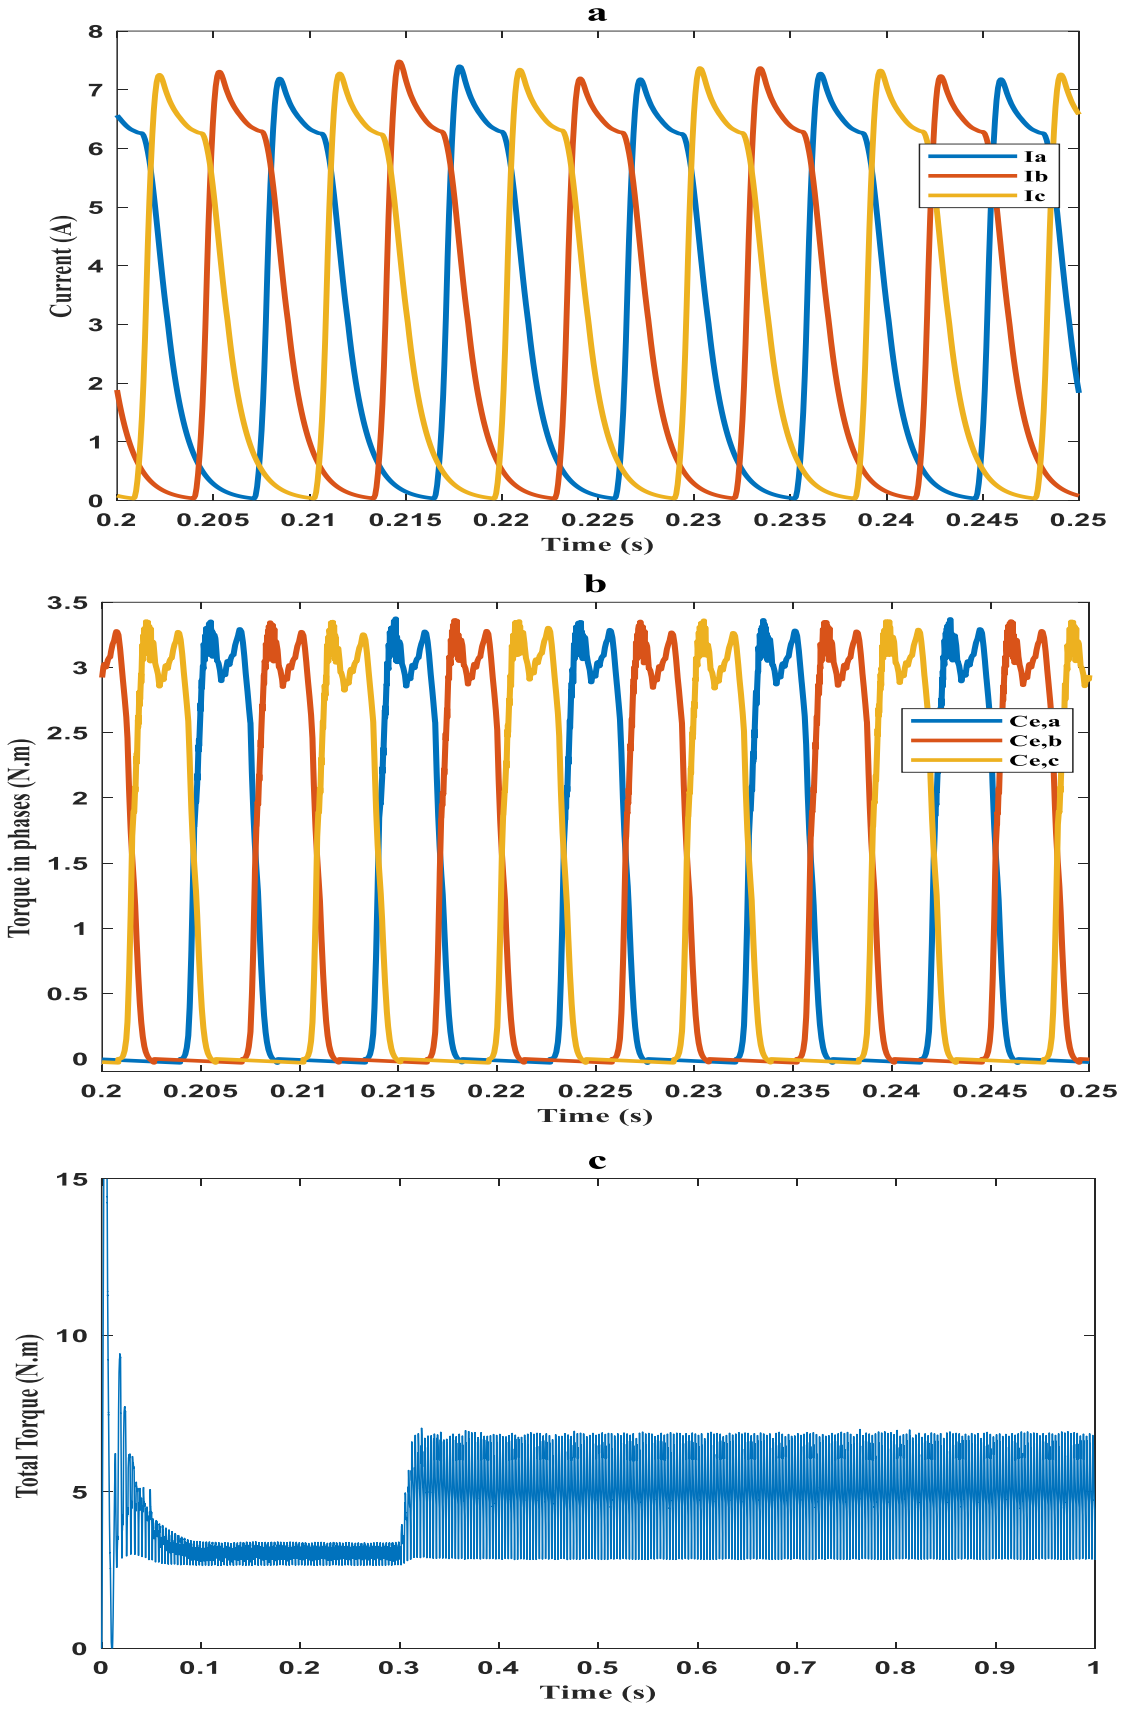 a
8
7
6
5
4
3
2
1
0
Current (A)
Ia
Ib
Ic
0.2 0.205 0.21 0.215 0.22 0.225 0.23 0.235 0.24 0.245 0.25
Time (s)
b
3.5
3
2.5
2
1.5
1
0.5
0
Torque in phases (N.m)
Ce,a
Ce,b
Ce,c
0.2 0.205 0.21 0.215 0.22 0.225 0.23 0.235 0.24 0.245 0.25
Time (s)
c
15
10
5
0
Total Torque (N.m)
0 0.1 0.2 0.3 0.4 0.5 0.6 0.7 0.8 0.9 1
Time (s)